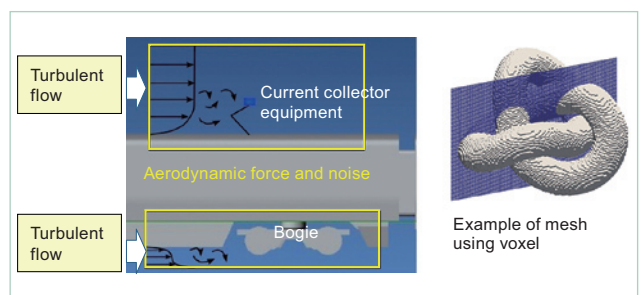 Turbulent
flow
Current collector
equipment
Aerodynamic force and noise
Turbulent
flow
Bogie
Example of mesh
using voxel